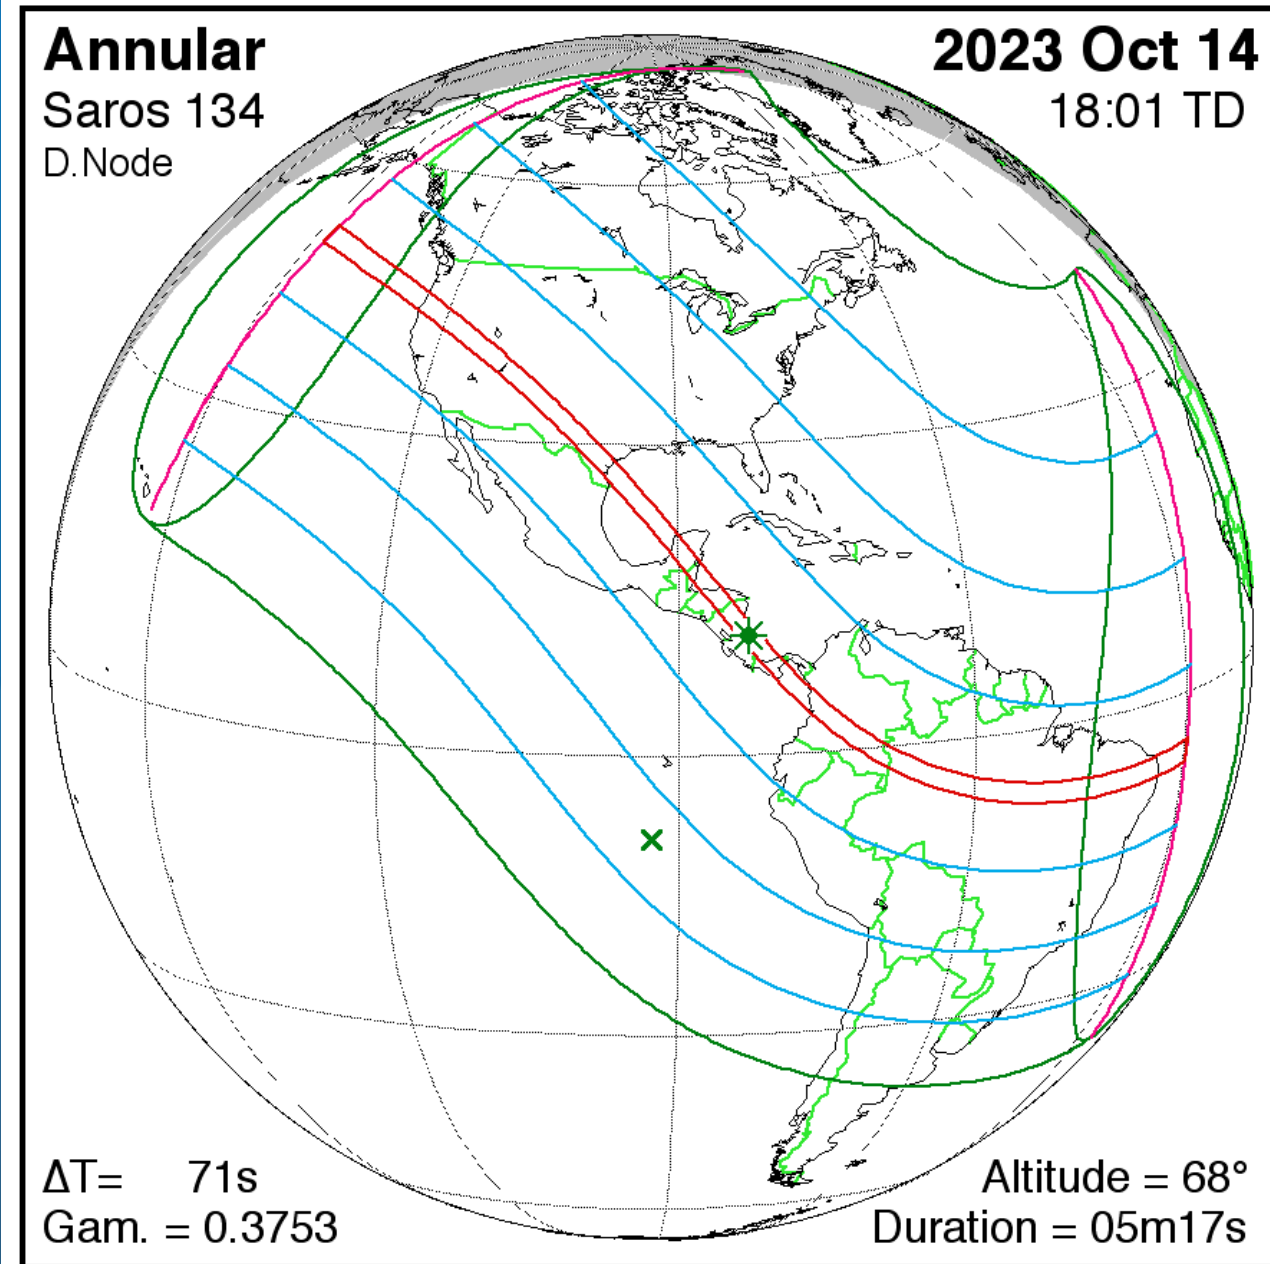 Annular
Saros 134
D.Node
2023 Oct 14
18:01 TD
ΔT=      71s
Gam. = 0.3753
Altitude = 68°
Duration = 05m17s